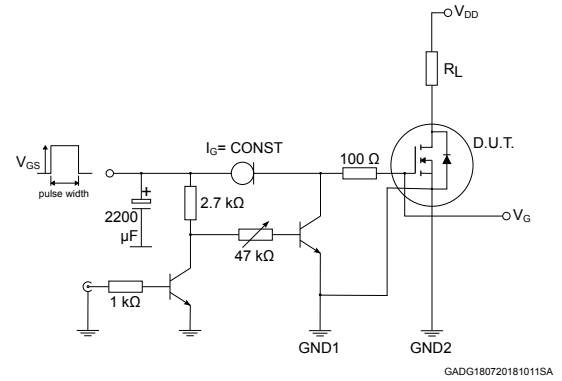 VDD
RL
D.U.T.
IG= CONST
100 Ω
VGS
pulse width
+
2.7 kΩ
2200
μF
47 kΩ
VG
1 kΩ
GND1
GND2
GADG180720181011SA